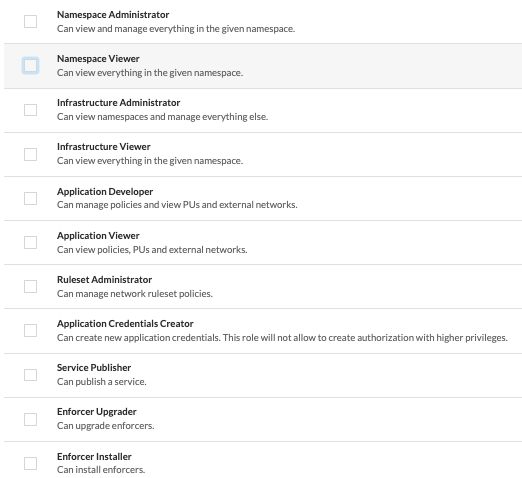 Namespace Administrator
Can view and manage everything in the given namespace.
Namespace Viewer
Can view everything in the given namespace.
Infrastructure Administrator
Can view namespaces and manage everything else.
Infrastructure Viewer
Can view everything in the given namespace.
Application Developer
Can manage policies and view PUs and external networks.
Application Viewer
Can view policies, PUs and external networks.
Ruleset Administrator
Can manage network ruleset policies.
Application Credentials Creator
Can create new application credentials. This role will not allow to create authorization with higher privileges.
Service Publisher
Can publish a service.
Enforcer Upgrader
Can upgrade enforcers.
Enforcer Installer
Can install enforcers.